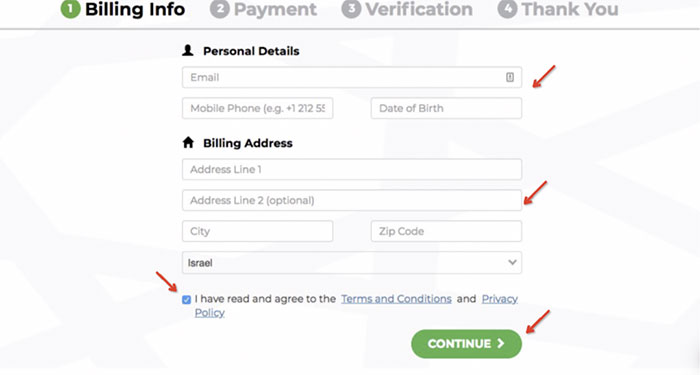 1 Billing Info 2 Payment 3 Verification 4 Thank You
Personal Details
Email
Mobile Phone (e.g. +1 212 55 Date of Birth
Billing Address
Address Line 1
Address Line 2 (optional)
City Zip Code
Israel
I have read and agree to the Terms and Conditions and Privacy
Policy
CONTINUE